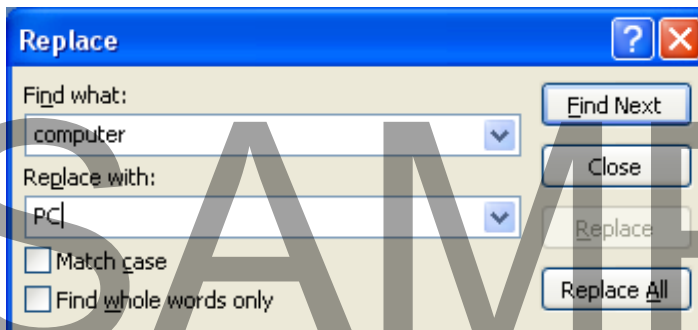 Replace
?
Find what:
computer
Replace with:
PC
Match case
Find whole words only
Find Next
Close
Replace
Replace All
SAMP